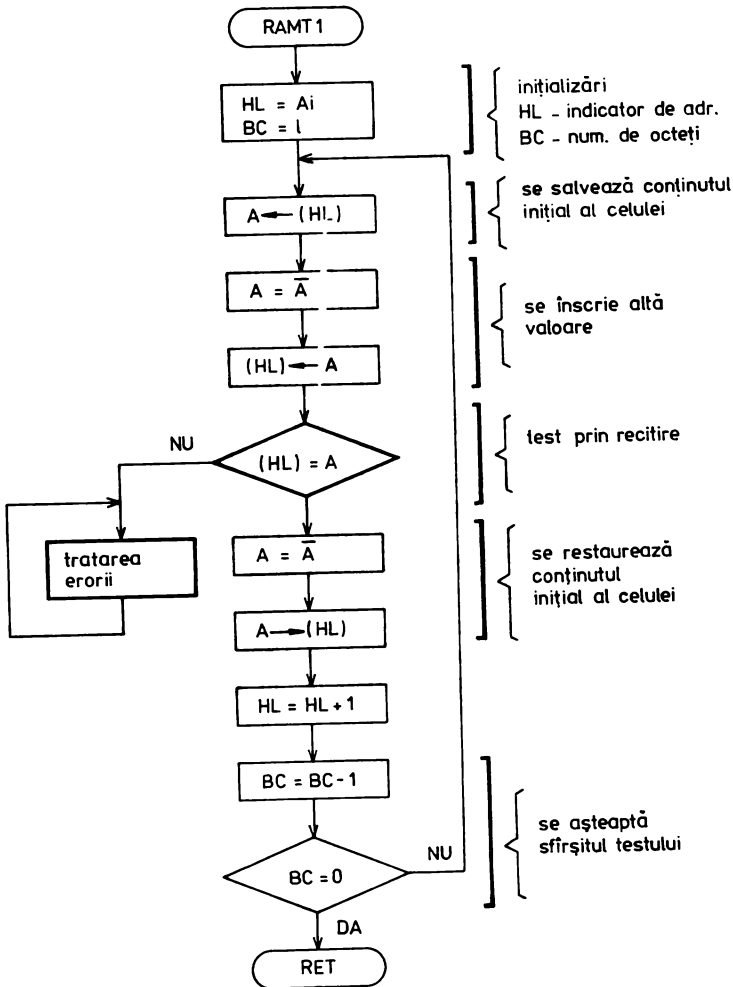 RAMT1
HL = Ai
BC = l
inițializări
HL - indicator de adr.
BC - num. de octeți
A ← (HL)
se salvează conținutul
inițial al celulei
A = A̅
(HL) ← A
se înscrie altă
valoare
(HL) = A
NU
test prin recitire
tratarea
erorii
A = A̅
A → (HL)
se restaurează
conținutul
inițial al celulei
HL = HL+1
BC = BC-1
BC = 0
NU
DA
se așteaptă
sfîrșitul testului
RET